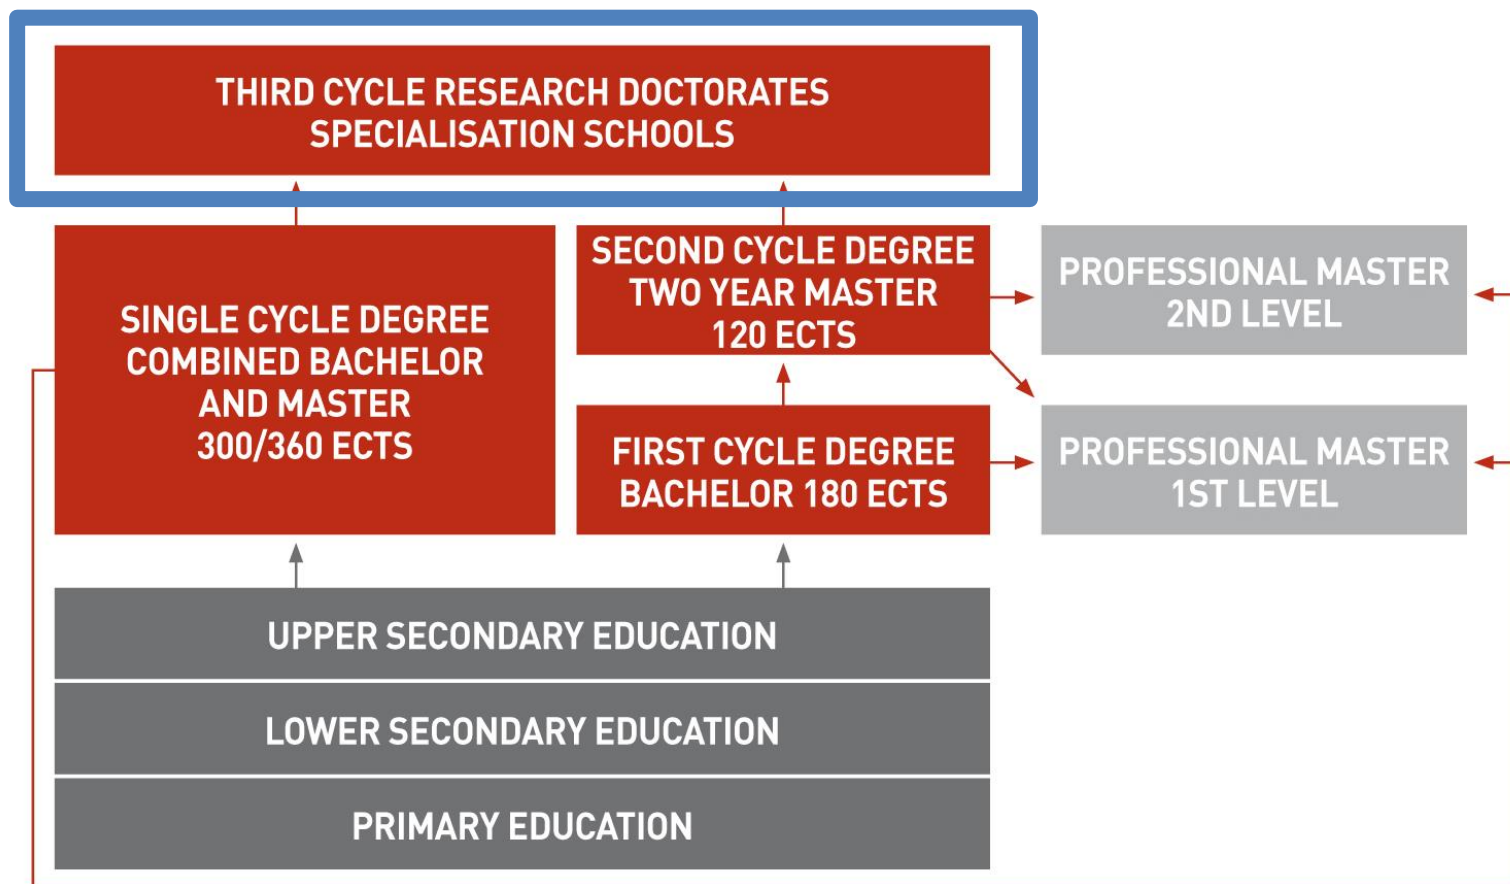 THIRD CYCLE RESEARCH DOCTORATES
SPECIALISATION SCHOOLS
SINGLE CYCLE DEGREE
COMBINED BACHELOR
AND MASTER
300/360 ECTS
SECOND CYCLE DEGREE
TWO YEAR MASTER
120 ECTS
PROFESSIONAL MASTER
2ND LEVEL
FIRST CYCLE DEGREE
BACHELOR 180 ECTS
PROFESSIONAL MASTER
1ST LEVEL
UPPER SECONDARY EDUCATION
LOWER SECONDARY EDUCATION
PRIMARY EDUCATION